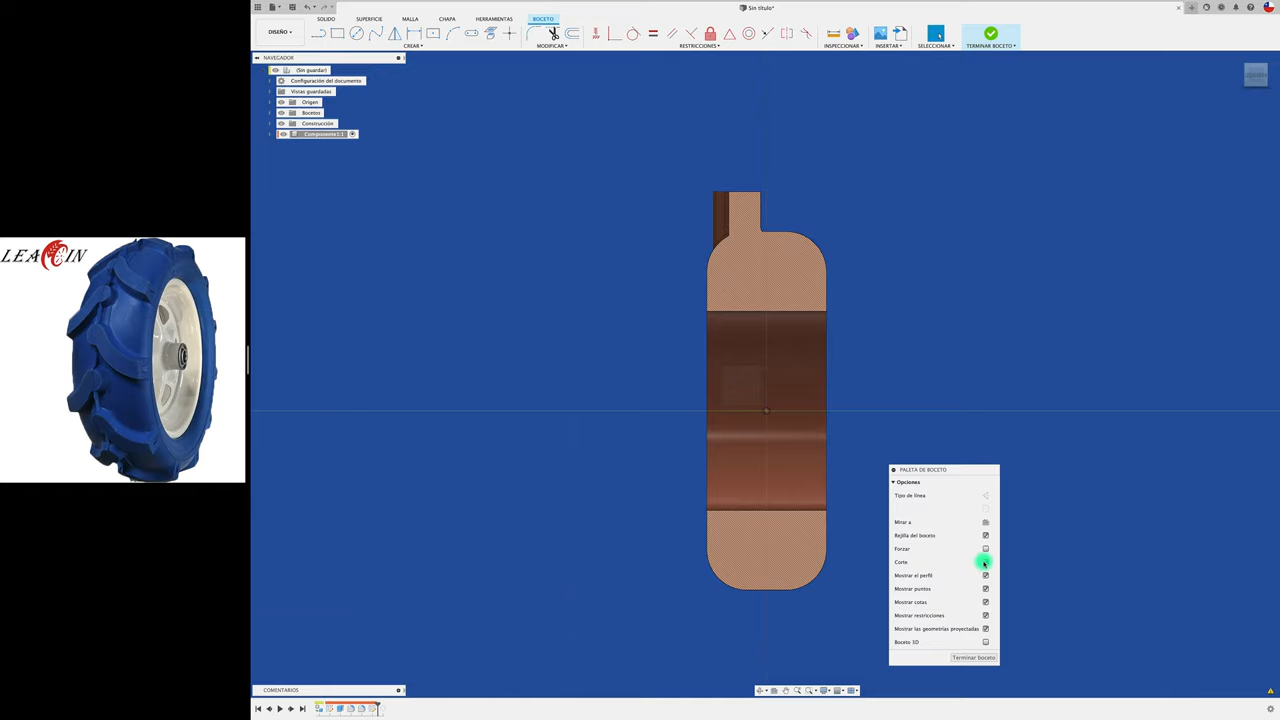 Sin título*
SOLIDO
SUPERFICIE
MALLA
CHAPA
HERRAMIENTAS
BOCETO
DISEÑO
CREAR
MODIFICAR
RESTRICCIONES
INSPECCIONAR
INSERTAR
SELECCIONAR
TERMINAR BOCETO
NAVEGADOR
(Sin guardar)
Configuración del documento
Vistas guardadas
Origen
Bocetos
Construcción
Componente1:1
LEA IN
PALETA DE BOCETO
Opciones
Tipo de línea
Mirar a
Rejilla del boceto
Forzar
Corte
Mostrar el perfil
Mostrar puntos
Mostrar cotas
Mostrar restricciones
Mostrar las geometrías proyectadas
Boceto 3D
Terminar boceto
COMENTARIOS